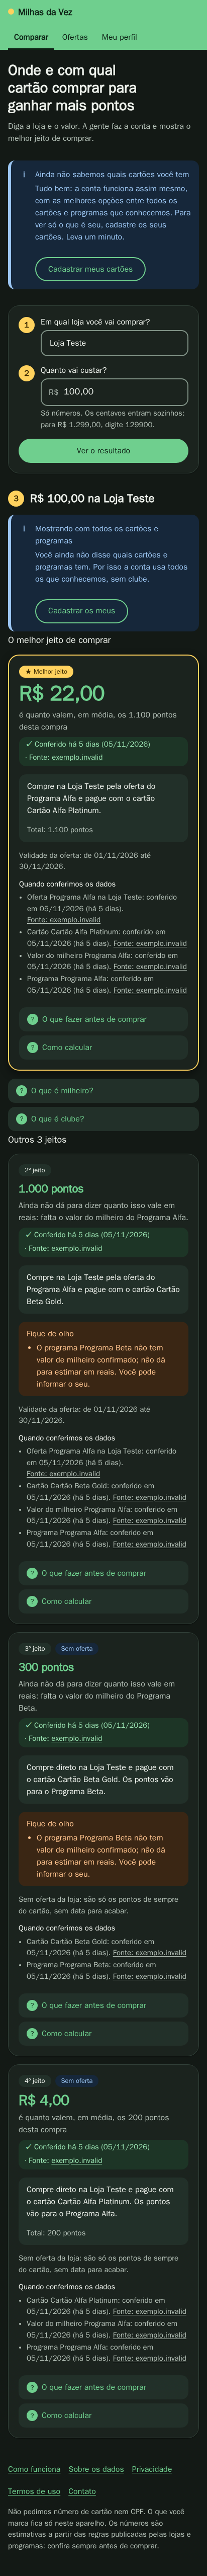 Milhas da Vez
Comparar Ofertas Meu perfil
Onde e com qual
cartão comprar para
ganhar mais pontos
Diga a loja e o valor. A gente faz a conta e mostra o
melhor jeito de comprar.
i Ainda não sabemos quais cartões você tem
Tudo bem: a conta funciona assim mesmo,
com as melhores opções entre todos os
cartões e programas que conhecemos. Para
ver só o que é seu, cadastre os seus
cartões. Leva um minuto.
Cadastrar meus cartões
1 Em qual loja você vai comprar?
Loja Teste
2 Quanto vai custar?
R$ 100,00
Só números. Os centavos entram sozinhos:
para R$ 1.299,00, digite 129900.
Ver o resultado
3 R$ 100,00 na Loja Teste
i Mostrando com todos os cartões e
programas
Você ainda não disse quais cartões e
programas tem. Por isso a conta usa todos
os que conhecemos, sem clube.
Cadastrar os meus
O melhor jeito de comprar
★ Melhor jeito
R$ 22,00
é quanto valem, em média, os 1.100 pontos
desta compra
✓ Conferido há 5 dias (05/11/2026)
· Fonte: exemplo.invalid
Compre na Loja Teste pela oferta do
Programa Alfa e pague com o cartão
Cartão Alfa Platinum.
Total: 1.100 pontos
Validade da oferta: de 01/11/2026 até
30/11/2026.
Quando conferimos os dados
• Oferta Programa Alfa na Loja Teste: conferido
em 05/11/2026 (há 5 dias).
Fonte: exemplo.invalid
• Cartão Cartão Alfa Platinum: conferido em
05/11/2026 (há 5 dias). Fonte: exemplo.invalid
• Valor do milheiro Programa Alfa: conferido em
05/11/2026 (há 5 dias). Fonte: exemplo.invalid
• Programa Programa Alfa: conferido em
05/11/2026 (há 5 dias). Fonte: exemplo.invalid
? O que fazer antes de comprar
? Como calcular
? O que é milheiro?
? O que é clube?
Outros 3 jeitos
2º jeito
1.000 pontos
Ainda não dá para dizer quanto isso vale em
reais: falta o valor do milheiro do Programa Alfa.
✓ Conferido há 5 dias (05/11/2026)
· Fonte: exemplo.invalid
Compre na Loja Teste pela oferta do
Programa Alfa e pague com o cartão Cartão
Beta Gold.
Fique de olho
• O programa Programa Beta não tem
valor de milheiro confirmado; não dá
para estimar em reais. Você pode
informar o seu.
Validade da oferta: de 01/11/2026 até
30/11/2026.
Quando conferimos os dados
• Oferta Programa Alfa na Loja Teste: conferido
em 05/11/2026 (há 5 dias).
Fonte: exemplo.invalid
• Cartão Cartão Beta Gold: conferido em
05/11/2026 (há 5 dias). Fonte: exemplo.invalid
• Valor do milheiro Programa Alfa: conferido em
05/11/2026 (há 5 dias). Fonte: exemplo.invalid
• Programa Programa Alfa: conferido em
05/11/2026 (há 5 dias). Fonte: exemplo.invalid
? O que fazer antes de comprar
? Como calcular
3º jeito Sem oferta
300 pontos
Ainda não dá para dizer quanto isso vale em
reais: falta o valor do milheiro do Programa
Beta.
✓ Conferido há 5 dias (05/11/2026)
· Fonte: exemplo.invalid
Compre direto na Loja Teste e pague com
o cartão Cartão Beta Gold. Os pontos vão
para o Programa Beta.
Fique de olho
• O programa Programa Beta não tem
valor de milheiro confirmado; não dá
para estimar em reais. Você pode
informar o seu.
Sem oferta da loja: são só os pontos de sempre
do cartão, sem data para acabar.
Quando conferimos os dados
• Cartão Cartão Beta Gold: conferido em
05/11/2026 (há 5 dias). Fonte: exemplo.invalid
• Programa Programa Beta: conferido em
05/11/2026 (há 5 dias). Fonte: exemplo.invalid
? O que fazer antes de comprar
? Como calcular
4º jeito Sem oferta
R$ 4,00
é quanto valem, em média, os 200 pontos
desta compra
✓ Conferido há 5 dias (05/11/2026)
· Fonte: exemplo.invalid
Compre direto na Loja Teste e pague com
o cartão Cartão Alfa Platinum. Os pontos
vão para o Programa Alfa.
Total: 200 pontos
Sem oferta da loja: são só os pontos de sempre
do cartão, sem data para acabar.
Quando conferimos os dados
• Cartão Cartão Alfa Platinum: conferido em
05/11/2026 (há 5 dias). Fonte: exemplo.invalid
• Valor do milheiro Programa Alfa: conferido em
05/11/2026 (há 5 dias). Fonte: exemplo.invalid
• Programa Programa Alfa: conferido em
05/11/2026 (há 5 dias). Fonte: exemplo.invalid
? O que fazer antes de comprar
? Como calcular
Como funciona Sobre os dados Privacidade
Termos de uso Contato
Não pedimos número de cartão nem CPF. O que você
marca fica só neste aparelho. Os números são
estimativas a partir das regras publicadas pelas lojas e
programas: confira sempre antes de comprar.